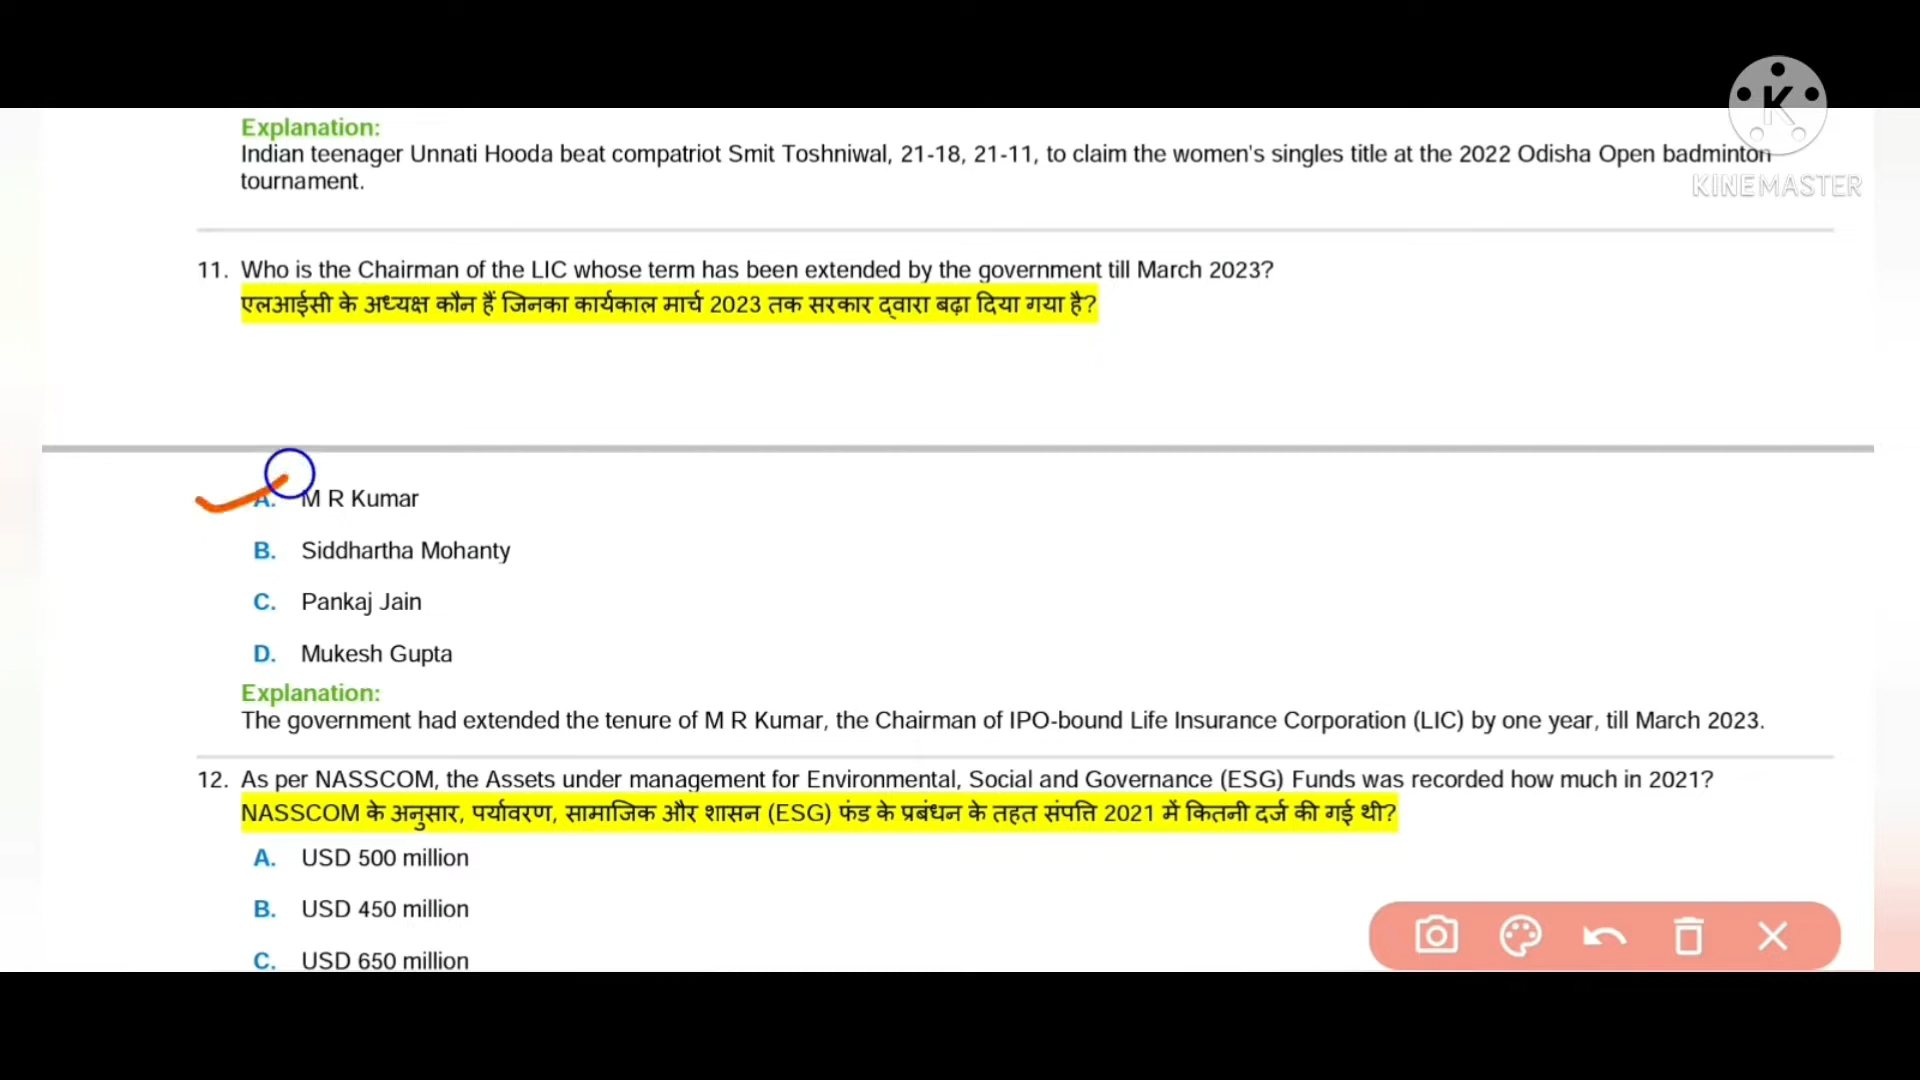 Explanation:
Indian teenager Unnati Hooda beat compatriot Smit Toshniwal, 21-18, 21-11, to claim the women's singles title at the 2022 Odisha Open badminton
tournament.
K
KINEMASTER
11. Who is the Chairman of the LIC whose term has been extended by the government till March 2023?
एलआईसी के अध्यक्ष कौन हैं जिनका कार्यकाल मार्च 2023 तक सरकार द्वारा बढ़ा दिया गया है?
A. M R Kumar
B. Siddhartha Mohanty
C. Pankaj Jain
D. Mukesh Gupta
Explanation:
The government had extended the tenure of M R Kumar, the Chairman of IPO-bound Life Insurance Corporation (LIC) by one year, till March 2023.
12. As per NASSCOM, the Assets under management for Environmental, Social and Governance (ESG) Funds was recorded how much in 2021?
NASSCOM के अनुसार, पर्यावरण, सामाजिक और शासन (ESG) फंड के प्रबंधन के तहत संपत्ति 2021 में कितनी दर्ज की गई थी?
A. USD 500 million
B. USD 450 million
C. USD 650 million